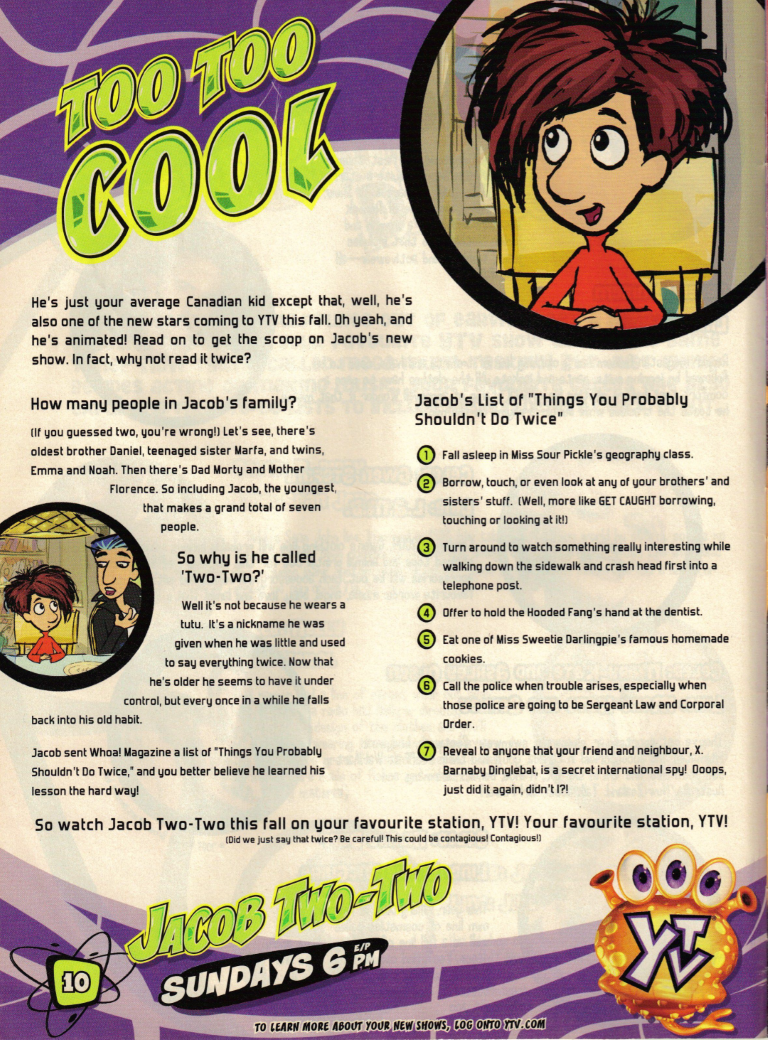 TOO TOO
COOL
He's just your average Canadian kid except that, well, he's
also one of the new stars coming to YTV this fall. Oh yeah, and
he's animated! Read on to get the scoop on Jacob's new
show. In fact, why not read it twice?
How many people in Jacob's family?
(If you guessed two, you're wrong!) Let's see, there's
oldest brother Daniel, teenaged sister Marfa, and twins,
Emma and Noah. Then there's Dad Morty and Mother
Florence. So including Jacob, the youngest,
that makes a grand total of seven
people.
So why is he called
'Two-Two?'
Well it's not because he wears a
tutu. It's a nickname he was
given when he was little and used
to say everything twice. Now that
he's older he seems to have it under
control, but every once in a while he falls
back into his old habit.
Jacob sent Whoa! Magazine a list of "Things You Probably
Shouldn't Do Twice," and you better believe he learned his
lesson the hard way!
Jacob's List of "Things You Probably
Shouldn't Do Twice"
1 Fall asleep in Miss Sour Pickle's geography class.
2 Borrow, touch, or even look at any of your brothers' and
sisters' stuff. (Well, more like GET CAUGHT borrowing,
touching or looking at it!)
3 Turn around to watch something really interesting while
walking down the sidewalk and crash head first into a
telephone post.
4 Offer to hold the Hooded Fang's hand at the dentist.
5 Eat one of Miss Sweetie Darlingpie's famous homemade
cookies.
6 Call the police when trouble arises, especially when
those police are going to be Sergeant Law and Corporal
Order.
7 Reveal to anyone that your friend and neighbour, X.
Barnaby Dinglebat, is a secret international spy! Ooops,
just did it again, didn't I?!
So watch Jacob Two-Two this fall on your favourite station, YTV! Your favourite station, YTV!
(Did we just say that twice? Be careful! This could be contagious! Contagious!)
JACOB TWO-TWO
SUNDAYS 6 E/P PM
YTV
10
TO LEARN MORE ABOUT YOUR NEW SHOWS, LOG ONTO YTV.COM